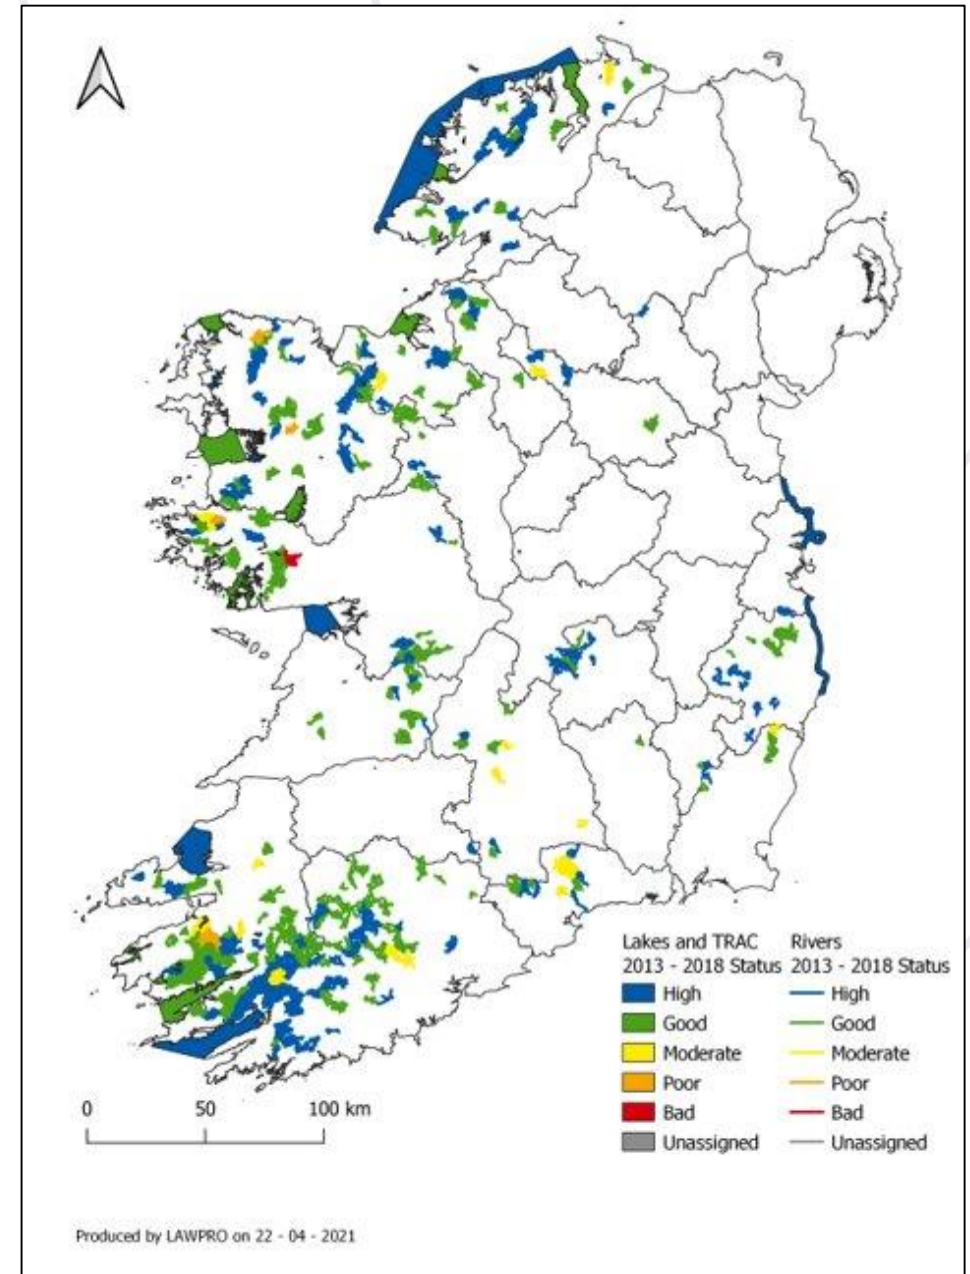 Lakes and TRAC Rivers
2013 - 2018 Status 2013 - 2018 Status
High High
Good Good
Moderate Moderate
Poor Poor
Bad Bad
Unassigned Unassigned
0 50 100 km
Produced by LAWPRO on 22 - 04 - 2021